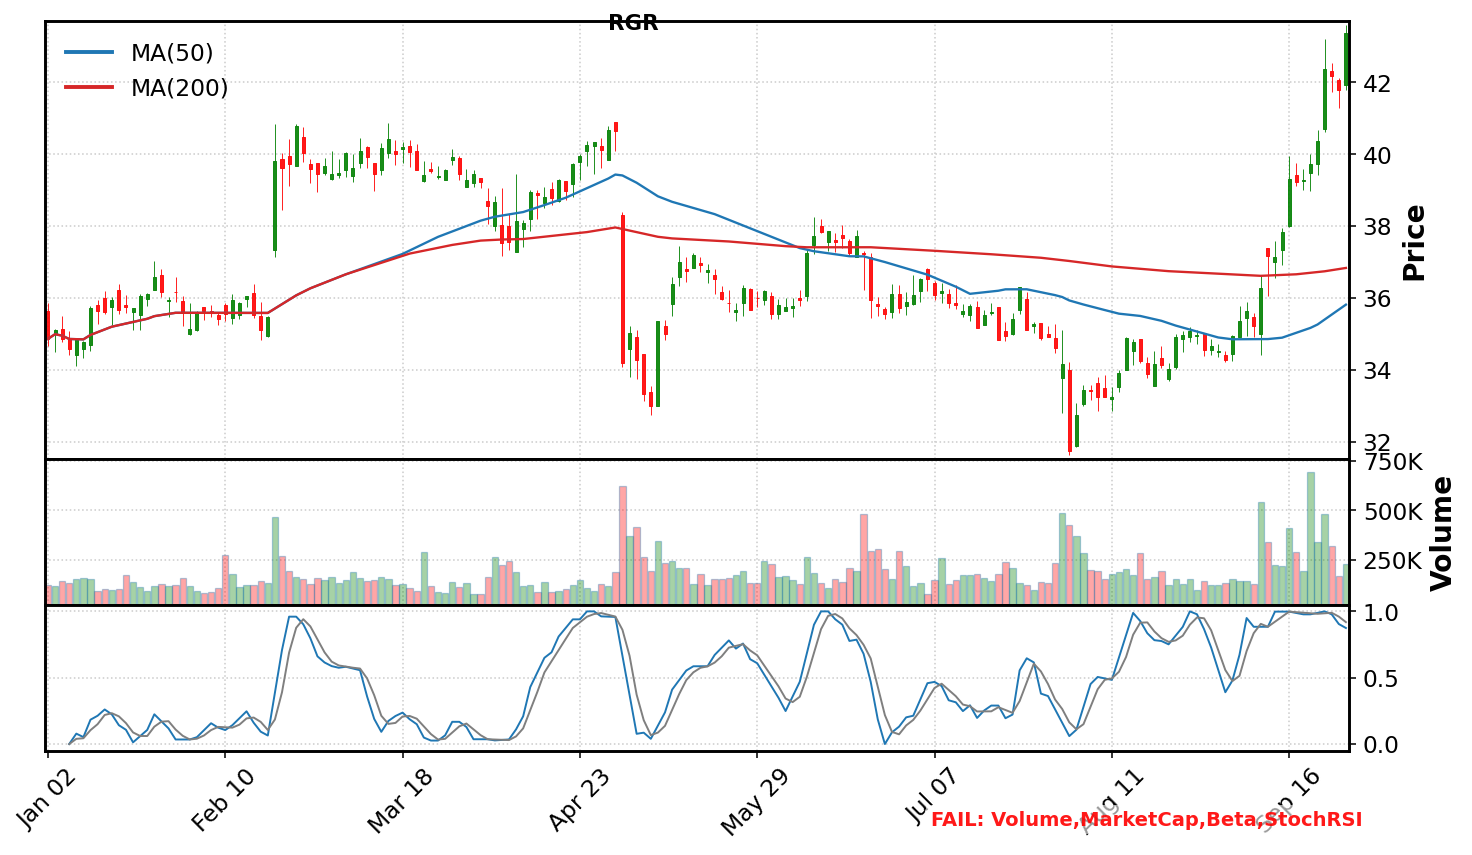 RGR
MA(50)
MA(200)
42
40
38
36
34
32
Price
750K
500K
250K
Volume
1.0
0.5
0.0
Jan 02
Feb 10
Mar 18
Apr 23
May 29
Jul 07
Aug 11
Sep 16
FAIL: Volume,MarketCap,Beta,StochRSI